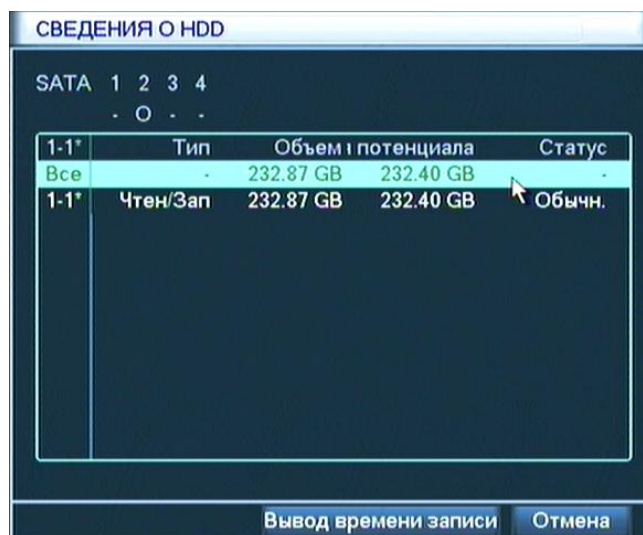 СВЕДЕНИЯ О HDD
SATA 1 2 3 4
- O - -
1-1* Тип Объем потенциала Статус
Все - 232.87 GB 232.40 GB -
1-1* Чтен/Зап 232.87 GB 232.40 GB Обычн.
Вывод времени записи Отмена